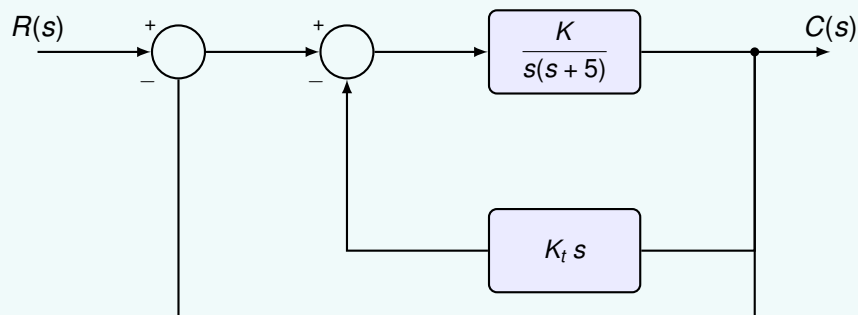 R(s)
+
−
+
−
K
s(s + 5)
C(s)
K_t s